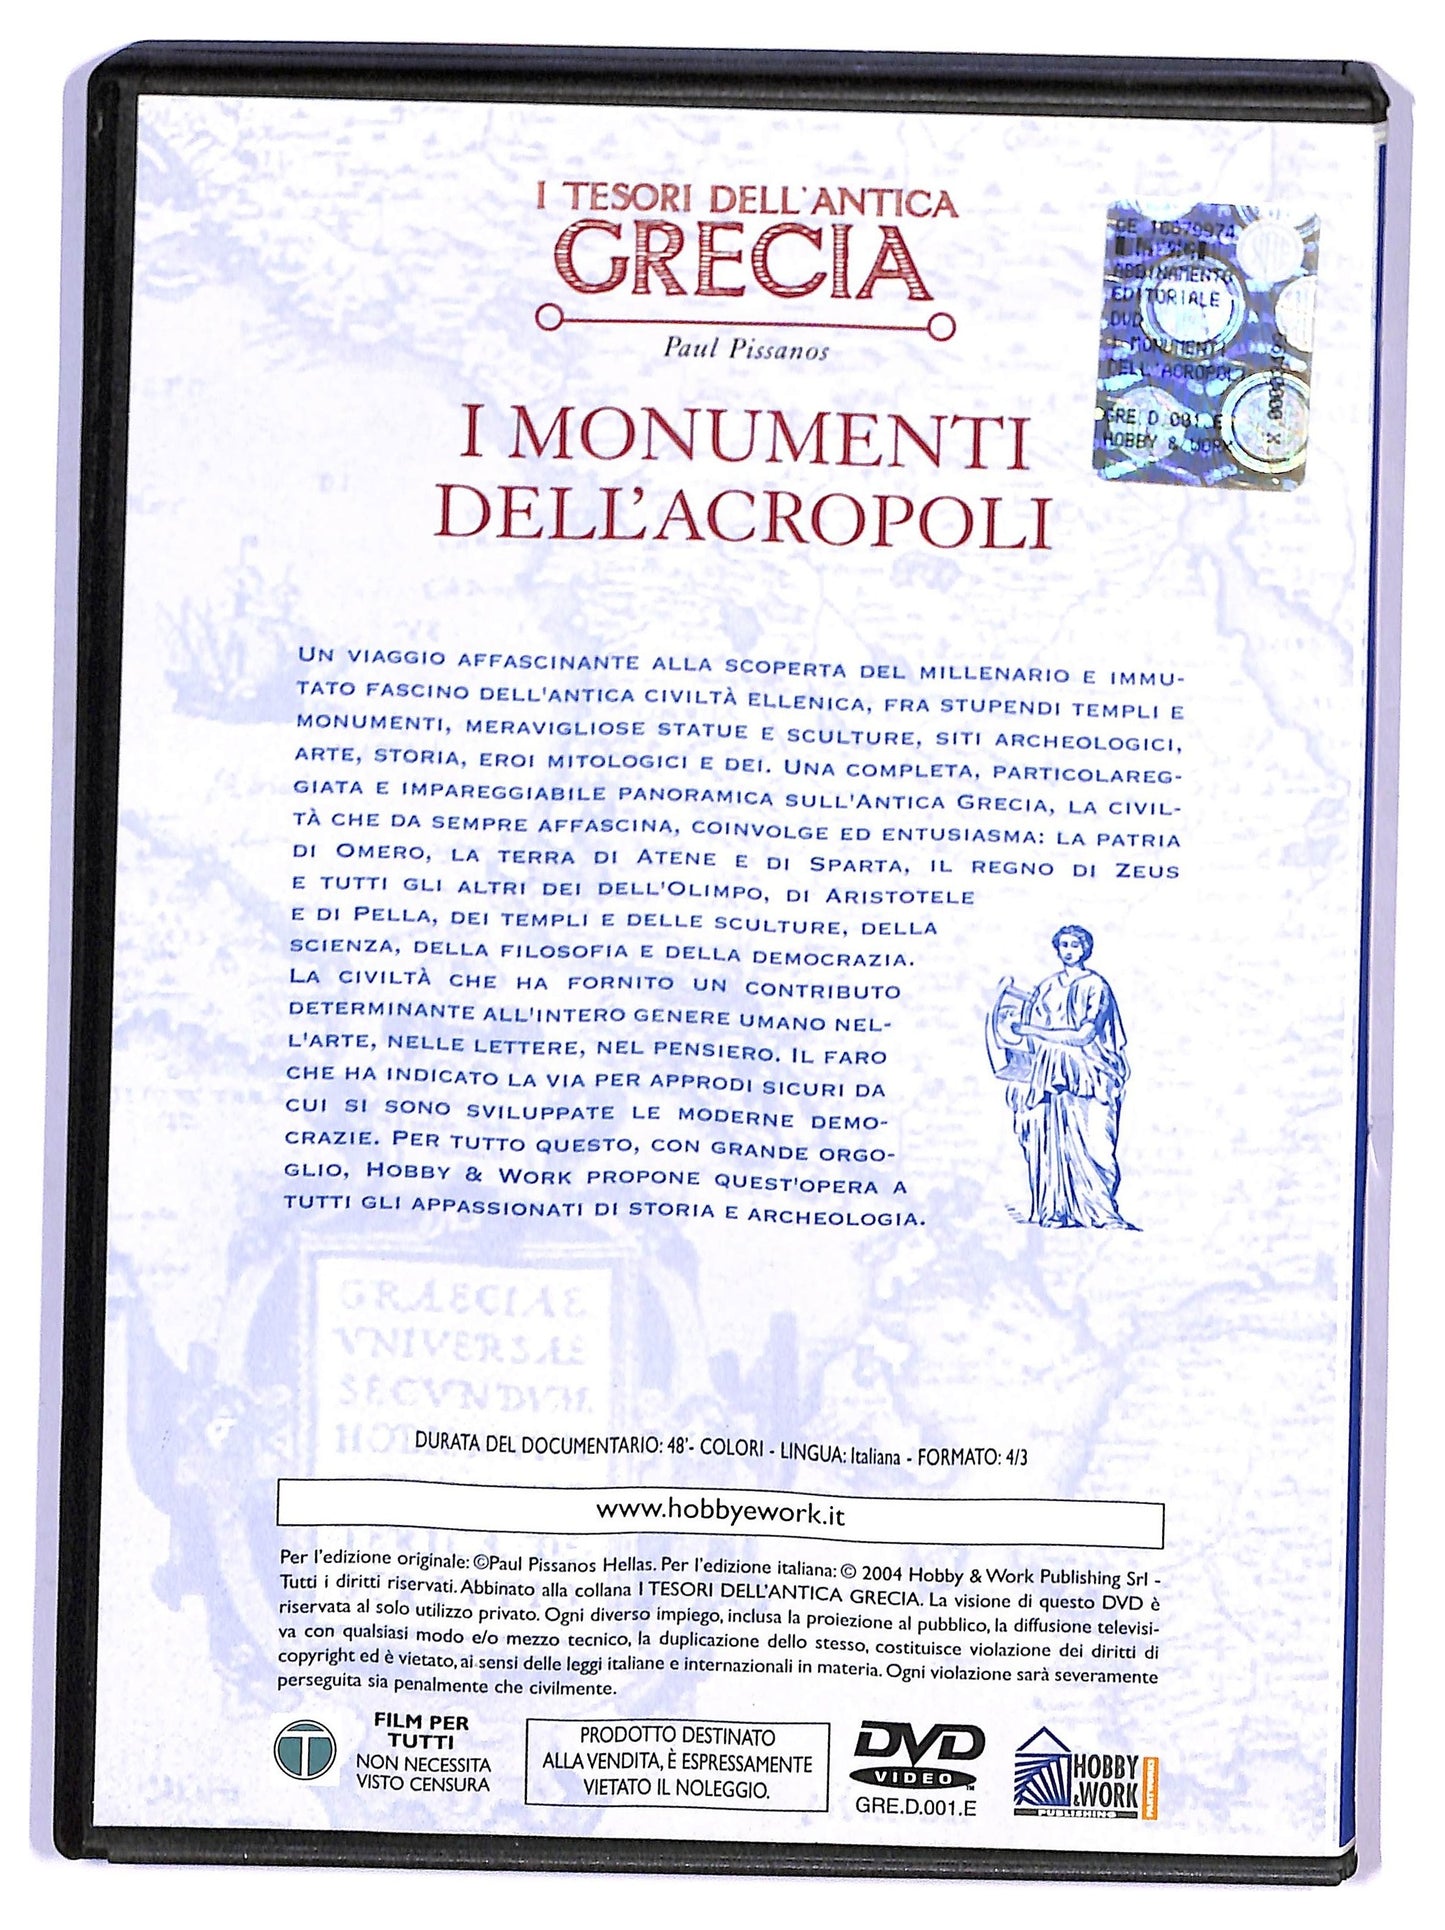 I TESORI DELL'ANTICA
GRECIA
Paul Pissanos
I MONUMENTI
DELL'ACROPOLI
ABBINAMENTO
EDITORIALE
DVD
I MONUMENTI
DELL'ACROPOLI
GRE.D.001.E
HOBBY & WORK
UN VIAGGIO AFFASCINANTE ALLA SCOPERTA DEL MILLENARIO E IMMU-
TATO FASCINO DELL'ANTICA CIVILTÀ ELLENICA, FRA STUPENDI TEMPLI E
MONUMENTI, MERAVIGLIOSE STATUE E SCULTURE, SITI ARCHEOLOGICI,
ARTE, STORIA, EROI MITOLOGICI E DEI. UNA COMPLETA, PARTICOLAREG-
GIATA E IMPAREGGIABILE PANORAMICA SULL'ANTICA GRECIA, LA CIVIL-
TÀ CHE DA SEMPRE AFFASCINA, COINVOLGE ED ENTUSIASMA: LA PATRIA
DI OMERO, LA TERRA DI ATENE E DI SPARTA, IL REGNO DI ZEUS
E TUTTI GLI ALTRI DEI DELL'OLIMPO, DI ARISTOTELE
E DI PELLA, DEI TEMPLI E DELLE SCULTURE, DELLA
SCIENZA, DELLA FILOSOFIA E DELLA DEMOCRAZIA.
LA CIVILTÀ CHE HA FORNITO UN CONTRIBUTO
DETERMINANTE ALL'INTERO GENERE UMANO NEL-
L'ARTE, NELLE LETTERE, NEL PENSIERO. IL FARO
CHE HA INDICATO LA VIA PER APPRODI SICURI DA
CUI SI SONO SVILUPPATE LE MODERNE DEMO-
CRAZIE. PER TUTTO QUESTO, CON GRANDE ORGO-
GLIO, HOBBY & WORK PROPONE QUEST'OPERA A
TUTTI GLI APPASSIONATI DI STORIA E ARCHEOLOGIA.
GRAECIAE
VNIVERSAE
SECVNDVM
DURATA DEL DOCUMENTARIO: 48'- COLORI - LINGUA: Italiana - FORMATO: 4/3
www.hobbyework.it
Per l'edizione originale: ©Paul Pissanos Hellas. Per l'edizione italiana: © 2004 Hobby & Work Publishing Srl -
Tutti i diritti riservati. Abbinato alla collana I TESORI DELL'ANTICA GRECIA. La visione di questo DVD è
riservata al solo utilizzo privato. Ogni diverso impiego, inclusa la proiezione al pubblico, la diffusione televisi-
va con qualsiasi modo e/o mezzo tecnico, la duplicazione dello stesso, costituisce violazione dei diritti di
copyright ed è vietato, ai sensi delle leggi italiane e internazionali in materia. Ogni violazione sarà severamente
perseguita sia penalmente che civilmente.
T
FILM PER
TUTTI
NON NECESSITA
VISTO CENSURA
PRODOTTO DESTINATO
ALLA VENDITA, È ESPRESSAMENTE
VIETATO IL NOLEGGIO.
DVD
VIDEO
TM
GRE.D.001.E
HOBBY
&WORK
PUBLISHING